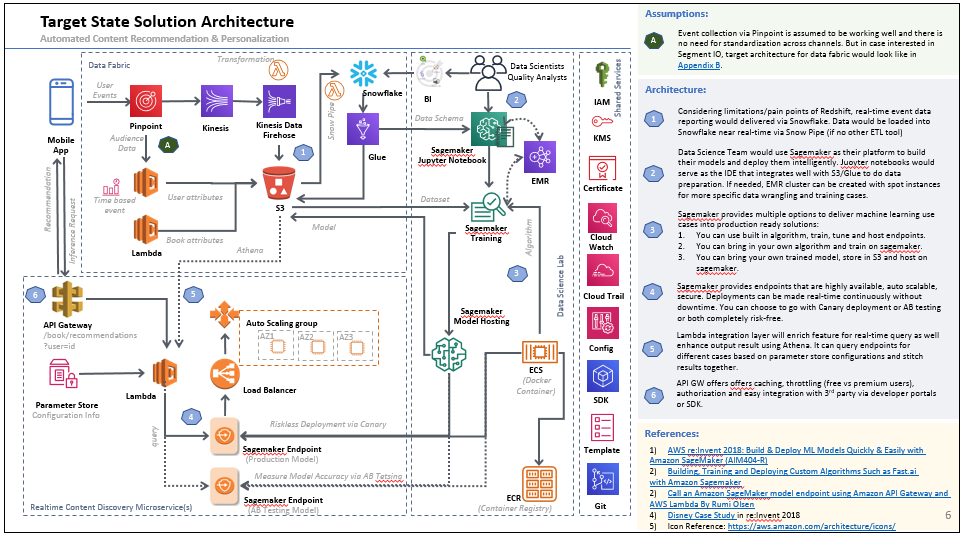 Target State Solution Architecture
Automated Content Recommendation & Personalization
Data Fabric
Transformation
User
Events
Mobile
App
Pinpoint
Kinesis
Kinesis Data
Firehose
Snow Pipe
Snowflake
Glue
BI
Data Scientists
Quality Analysts
2
Data Schema
Sagemaker
Jupyter Notebook
EMR
Audience
Data
A
1
Time based
event
User attributes
S3
Lambda
Book attributes
Dataset
Model
Athena
Sagemaker
Training
Algorithm
3
Data Science Lab
Recommendation
Inference Request
6
API Gateway
/book/recommendations
?user=id
5
Auto Scaling group
AZ1
AZ2
AZ3
Sagemaker
Model Hosting
ECS
(Docker
Container)
Parameter Store
Configuration Info
Lambda
Load Balancer
4
query
Riskless Deployment via Canary
Sagemaker Endpoint
(Production Model)
Measure Model Accuracy via AB Testing
Sagemaker Endpoint
(AB Testing Model)
ECR
(Container Registry)
Realtime Content Discovery Microservice(s)
Shared Services
IAM
KMS
Certificate
Cloud
Watch
Cloud Trail
Config
SDK
Template
Git
Assumptions:
A
Event collection via Pinpoint is assumed to be working well and there
is no need for standardization across channels. But in case interested in
Segment IO, target architecture for data fabric would look like in
Appendix B.
Architecture:
1
Considering limitations/pain points of Redshift, real-time event data
reporting would delivered via Snowflake. Data would be loaded into
Snowflake near real-time via Snow Pipe (if no other ETL tool)
2
Data Science Team would use Sagemaker as their platform to build
their models and deploy them intelligently. Jupyter notebooks would
serve as the IDE that integrates well with S3/Glue to do data
preparation. If needed, EMR cluster can be created with spot instances
for more specific data wrangling and training cases.
3
Sagemaker provides multiple options to deliver machine learning use
cases into production ready solutions:
1. You can use built in algorithm, train, tune and host endpoints.
2. You can bring in your own algorithm and train on sagemaker.
3. You can bring your own trained model, store in S3 and host on
sagemaker.
4
Sagemaker provides endpoints that are highly available, auto scalable,
secure. Deployments can be made real-time continuously without
downtime. You can choose to go with Canary deployment or AB testing
or both completely risk-free.
5
Lambda integration layer will enrich feature for real-time query as well
enhance output result using Athena. It can query endpoints for
different cases based on parameter store configurations and stitch
results together.
6
API GW offers offers caching, throttling (free vs premium users),
authorization and easy integration with 3rd party via developer portals
or SDK.
References:
1) AWS re:Invent 2018: Build & Deploy ML Models Quickly & Easily with
Amazon SageMaker (AIM404-R)
2) Building, Training and Deploying Custom Algorithms Such as Fast.ai
with Amazon Sagemaker
2) Call an Amazon SageMaker model endpoint using Amazon API Gateway and
AWS Lambda By Rumi Olsen
4) Disney Case Study in re:Invent 2018
5) Icon Reference: https://aws.amazon.com/architecture/icons/
6